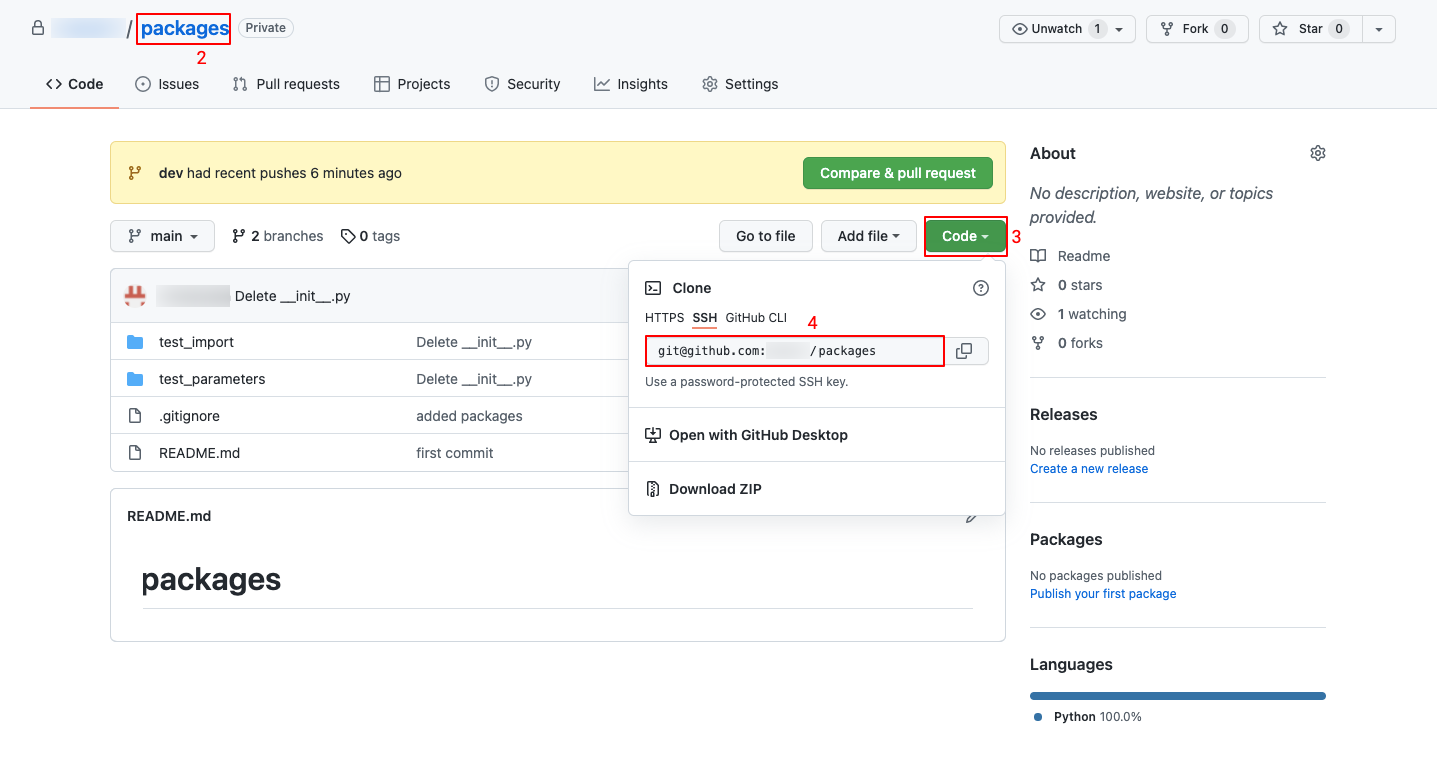 / packages Private
Unwatch 1
Fork 0
Star 0
2
Code
Issues
Pull requests
Projects
Security
Insights
Settings
dev had recent pushes 6 minutes ago
Compare & pull request
main
2 branches
0 tags
Go to file
Add file
Code
3
Delete __init__.py
test_import Delete __init__.py
test_parameters Delete __init__.py
.gitignore added packages
README.md first commit
Clone
HTTPS SSH GitHub CLI
4
git@github.com: /packages
Use a password-protected SSH key.
Open with GitHub Desktop
Download ZIP
README.md
packages
About
No description, website, or topics
provided.
Readme
0 stars
1 watching
0 forks
Releases
No releases published
Create a new release
Packages
No packages published
Publish your first package
Languages
Python 100.0%